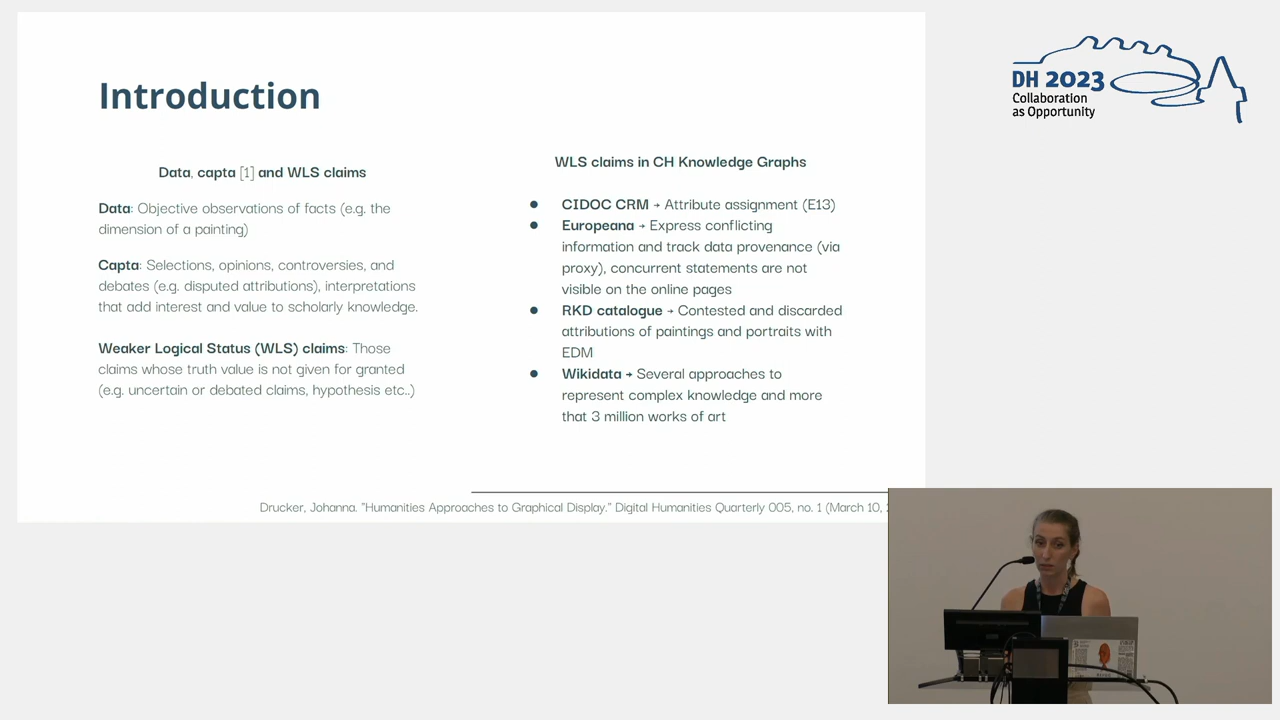 Introduction
Data, capta [1] and WLS claims
Data: Objective observations of facts (e.g. the
dimension of a painting)
Capta: Selections, opinions, controversies, and
debates (e.g. disputed attributions), interpretations
that add interest and value to scholarly knowledge.
Weaker Logical Status (WLS) claims: Those
claims whose truth value is not given for granted
(e.g. uncertain or debated claims, hypothesis etc..)
WLS claims in CH Knowledge Graphs
● CIDOC CRM → Attribute assignment (E13)
● Europeana → Express conflicting
information and track data provenance (via
proxy), concurrent statements are not
visible on the online pages
● RKD catalogue → Contested and discarded
attributions of paintings and portraits with
EDM
● Wikidata → Several approaches to
represent complex knowledge and more
that 3 million works of art
Drucker, Johanna. "Humanities Approaches to Graphical Display." Digital Humanities Quarterly 005, no. 1 (March 10,
DH 2023
Collaboration
as Opportunity